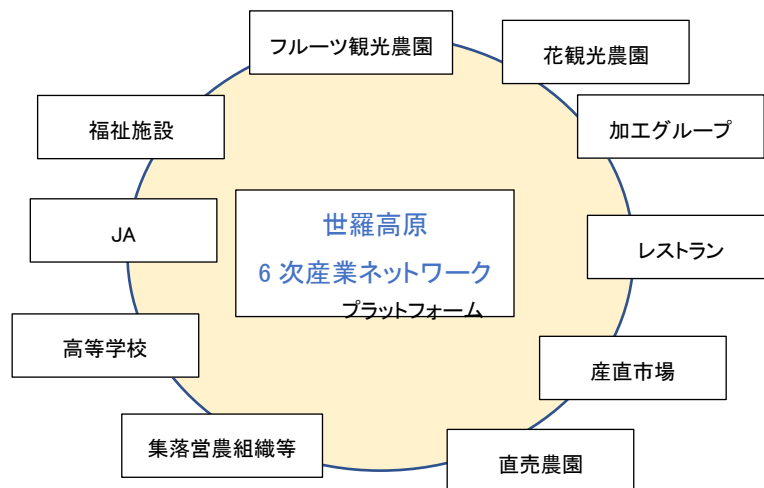 フルーツ観光農園
花観光農園
福祉施設
加工グループ
世羅高原
6 次産業ネットワーク
プラットフォーム
JA
レストラン
高等学校
産直市場
集落営農組織等
直売農園